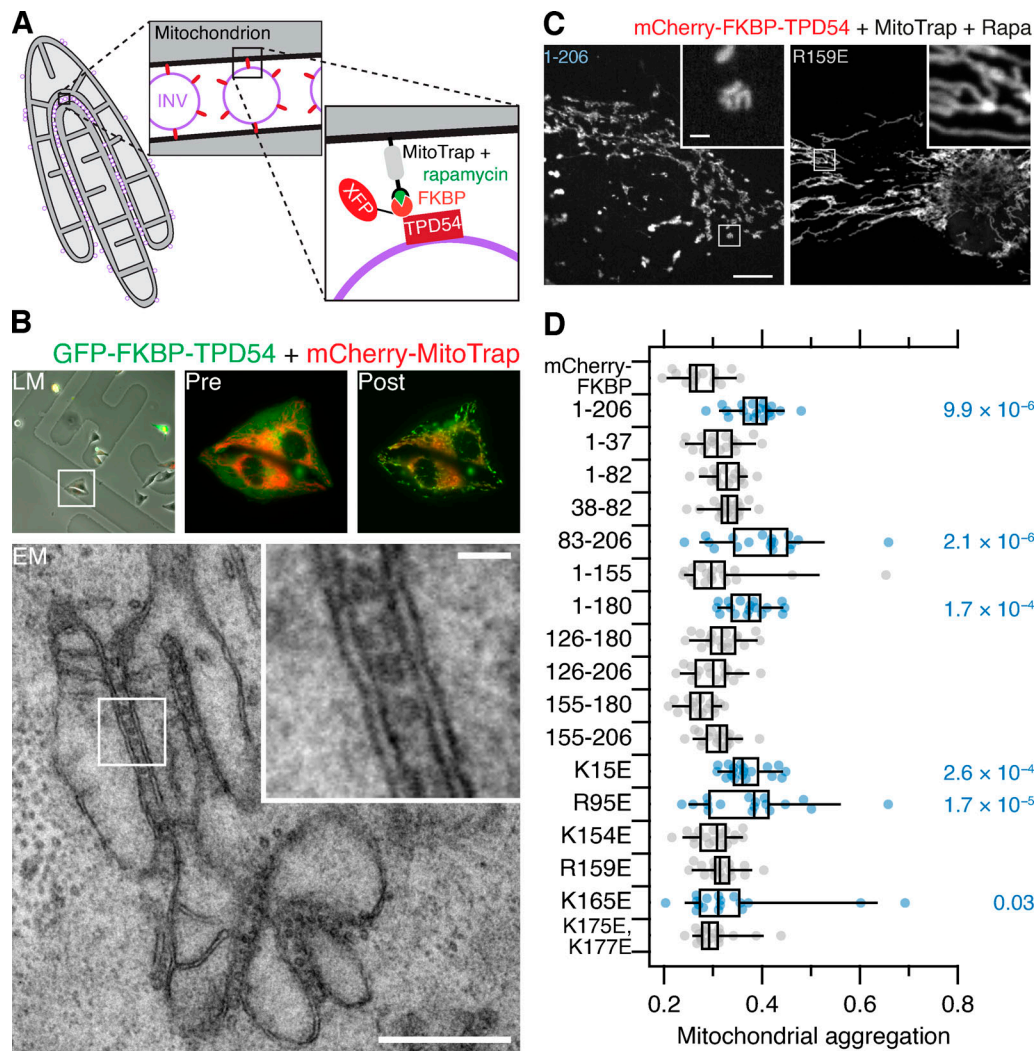 A
Mitochondrion
INV
MitoTrap +
rapamycin
FKBP
XFP
TPD54
B
GFP-FKBP-TPD54 + mCherry-MitoTrap
LM
Pre
Post
EM
C
mCherry-FKBP-TPD54 + MitoTrap + Rapa
1-206
R159E
D
mCherry-
FKBP
1-206 9.9 × 10⁻⁶
1-37
1-82
38-82
83-206 2.1 × 10⁻⁶
1-155
1-180 1.7 × 10⁻⁴
126-180
126-206
155-180
155-206
K15E 2.6 × 10⁻⁴
R95E 1.7 × 10⁻⁵
K154E
R159E
K165E 0.03
K175E,
K177E
0.2 0.4 0.6 0.8
Mitochondrial aggregation